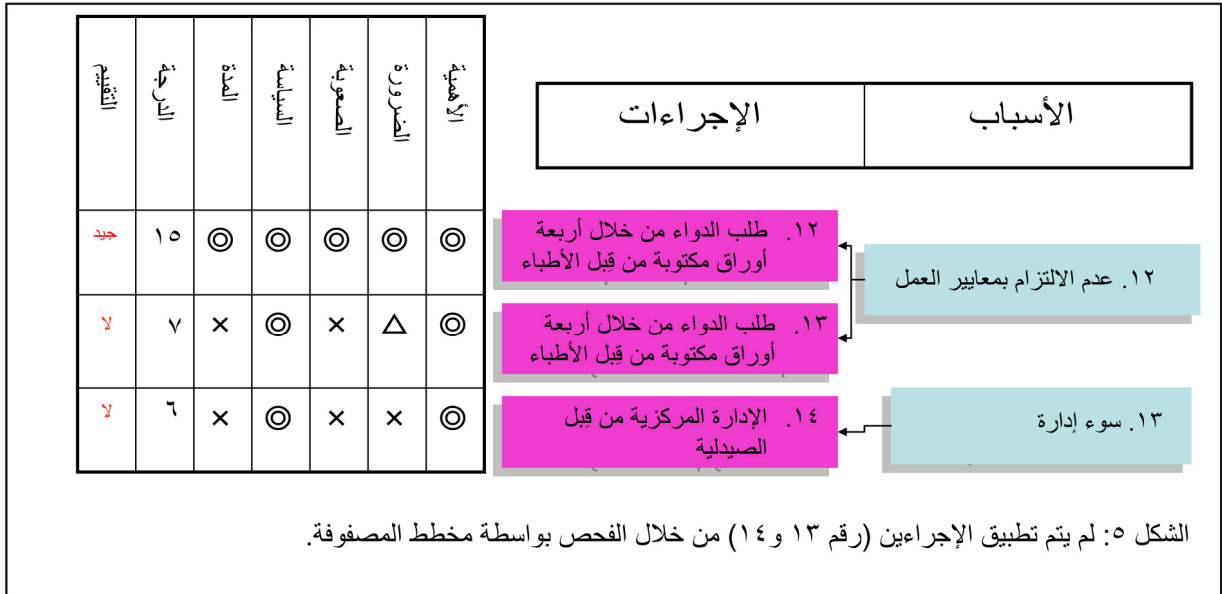 الأسباب
الإجراءات
الأهمية
الضرورة
الصعوبة
السياسة
المدة
الدرجة
التقييم
١٢. عدم الالتزام بمعايير العمل
١٢. طلب الدواء من خلال أربعة
أوراق مكتوبة من قِبل الأطباء
◎ ◎ ◎ ◎ ◎ ١٥ جيد
١٣. طلب الدواء من خلال أربعة
أوراق مكتوبة من قِبل الأطباء
◎ △ × ◎ × ٧ لا
١٣. سوء إدارة
١٤. الإدارة المركزية من قِبل
الصيدلية
◎ × × ◎ × ٦ لا
الشكل ٥: لم يتم تطبيق الإجراءين (رقم ١٣ و١٤) من خلال الفحص بواسطة مخطط المصفوفة.